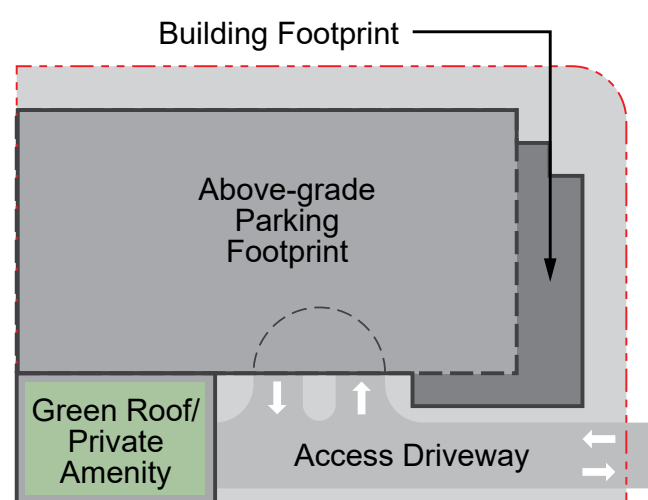 Building Footprint
Above-grade
Parking
Footprint
Green Roof/
Private
Amenity
Access Driveway